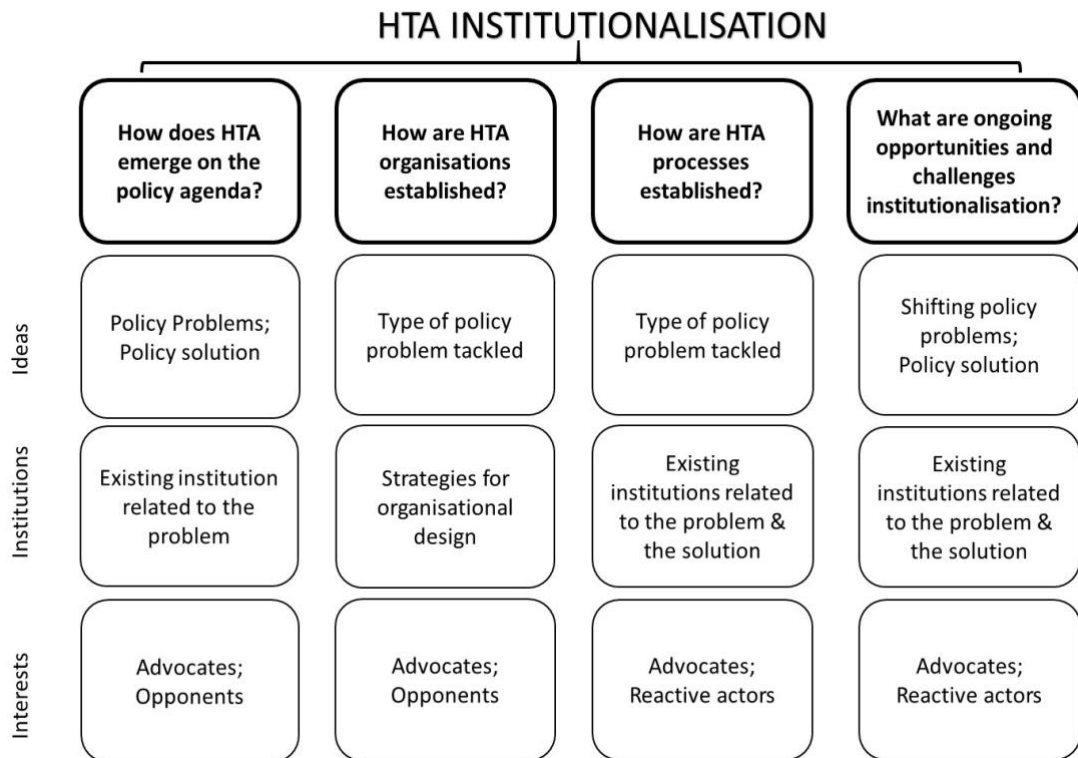 HTA INSTITUTIONALISATION
How does HTA
emerge on the
policy agenda?
How are HTA
organisations
established?
How are HTA
processes
established?
What are ongoing
opportunities and
challenges
institutionalisation?
Ideas
Policy Problems;
Policy solution
Type of policy
problem tackled
Type of policy
problem tackled
Shifting policy
problems;
Policy solution
Institutions
Existing institution
related to the
problem
Strategies for
organisational
design
Existing
institutions related
to the problem &
the solution
Existing
institutions related
to the problem &
the solution
Interests
Advocates;
Opponents
Advocates;
Opponents
Advocates;
Reactive actors
Advocates;
Reactive actors